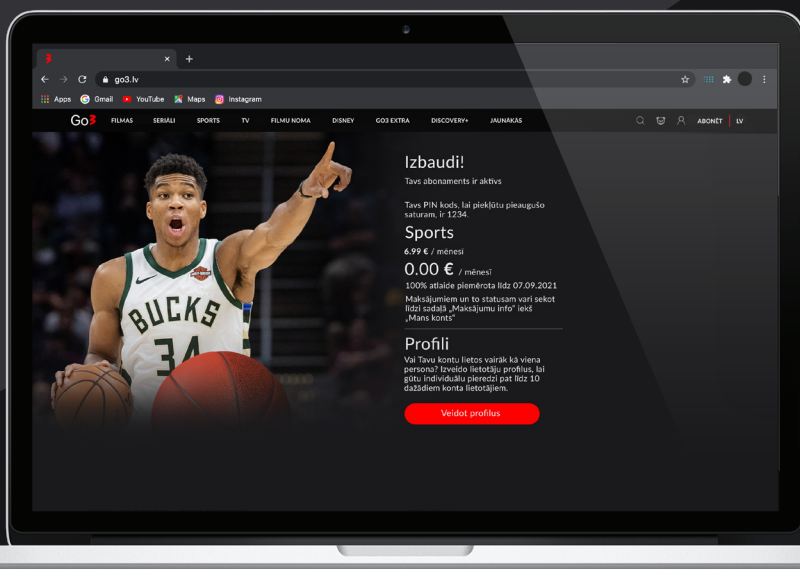 go3.lv
Apps Gmail YouTube Maps Instagram
Go3 FILMAS SERIĀLI SPORTS TV FILMU NOMA DISNEY GO3 EXTRA DISCOVERY+ JAUNĀKĀS ABONĒT LV
Izbaudi!
Tavs abonaments ir aktīvs
Tavs PIN kods, lai piekļūtu pieaugušo
saturam, ir 1234.
Sports
6.99 € / mēnesī
0.00 € / mēnesī
100% atlaide piemērota līdz 07.09.2021
Maksājumiem un to statusam vari sekot
līdzi sadaļā „Maksājumu info" iekš
„Mans konts"
Profili
Vai Tavu kontu lietos vairāk kā viena
persona? Izveido lietotāju profilus, lai
gūtu individuālu pieredzi pat līdz 10
dažādiem konta lietotājiem.
Veidot profilus
HARLEY-DAVIDSON
BUCKS
34